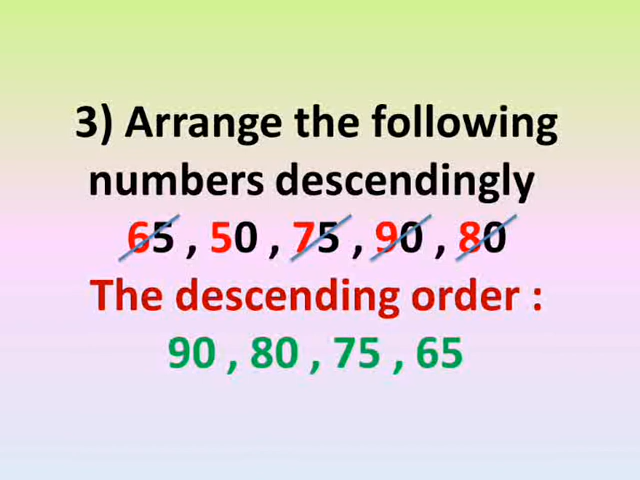 3) Arrange the following
numbers descendingly
65 , 50 , 75 , 90 , 80
The descending order :
90 , 80 , 75 , 65